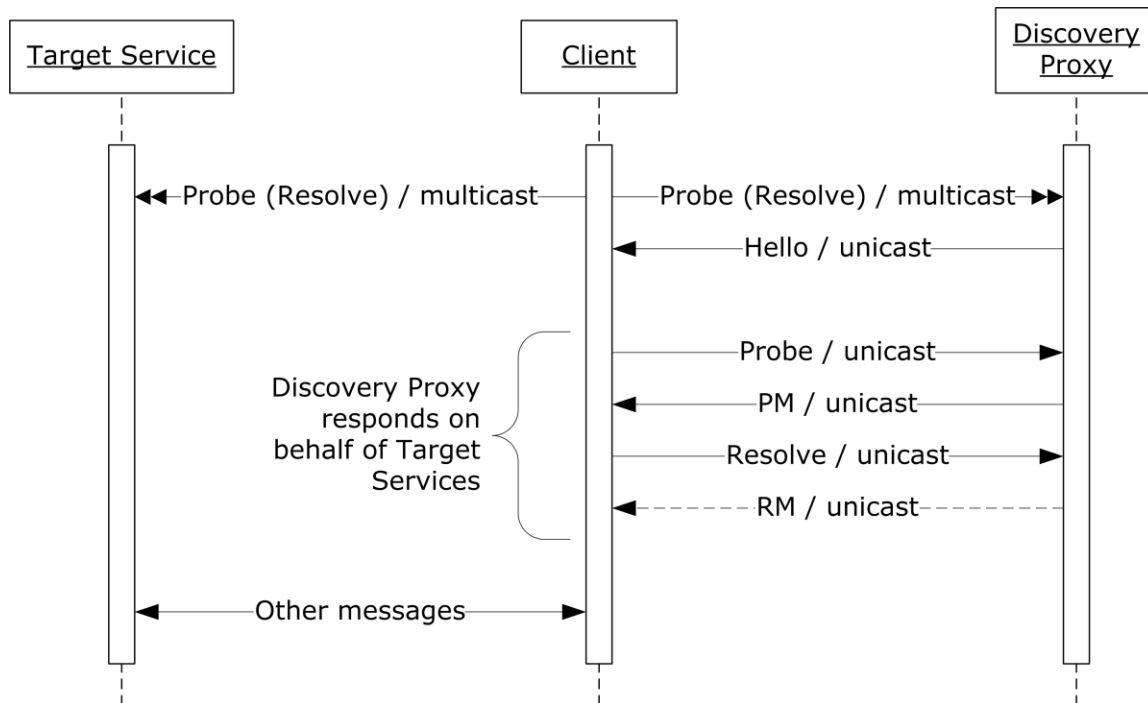 Target Service
Client
Discovery
Proxy
Probe (Resolve) / multicast
Probe (Resolve) / multicast
Hello / unicast
Probe / unicast
PM / unicast
Resolve / unicast
RM / unicast
Discovery Proxy
responds on
behalf of Target
Services
Other messages